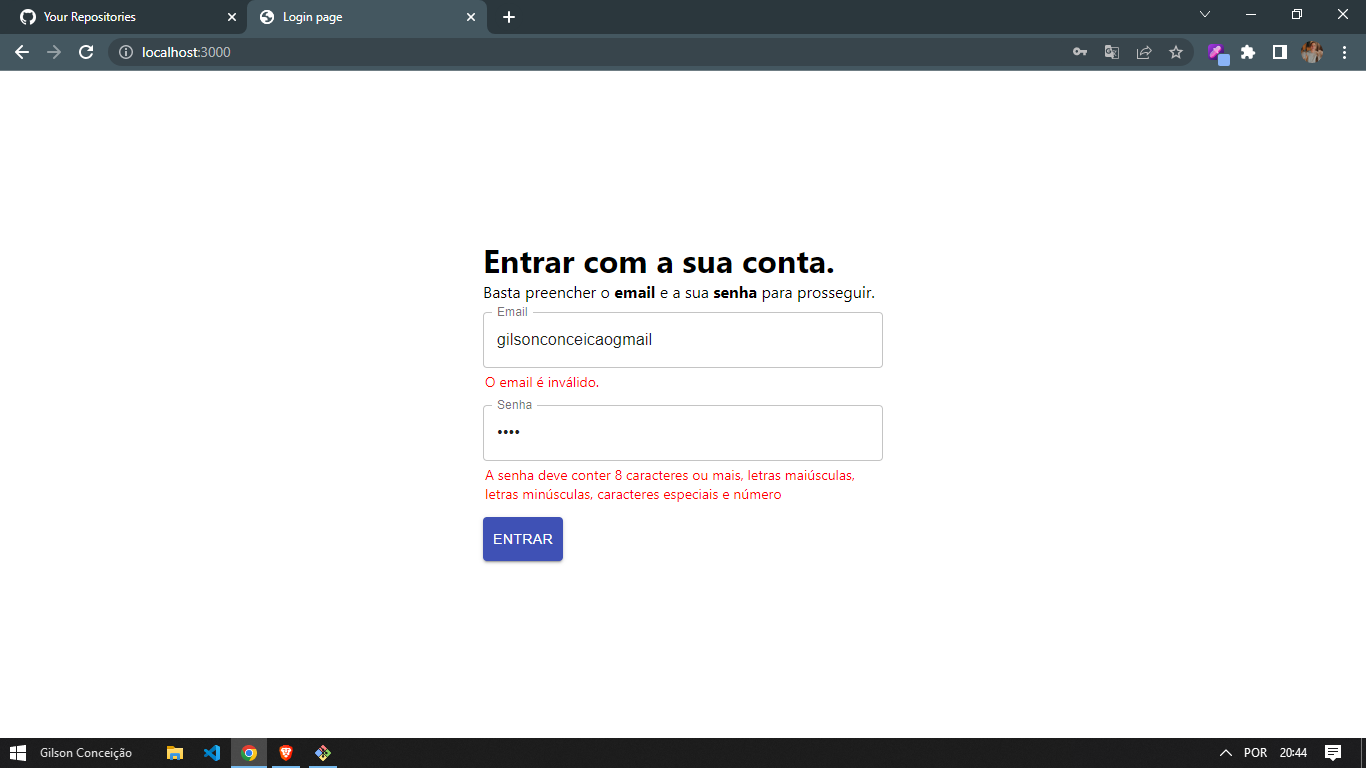 Your Repositories
Login page
localhost:3000
Entrar com a sua conta.
Basta preencher o email e a sua senha para prosseguir.
Email
gilsonconceicaogmail
O email é inválido.
Senha
••••
A senha deve conter 8 caracteres ou mais, letras maiúsculas,
letras minúsculas, caracteres especiais e número
ENTRAR
Gilson Conceição
POR
20:44